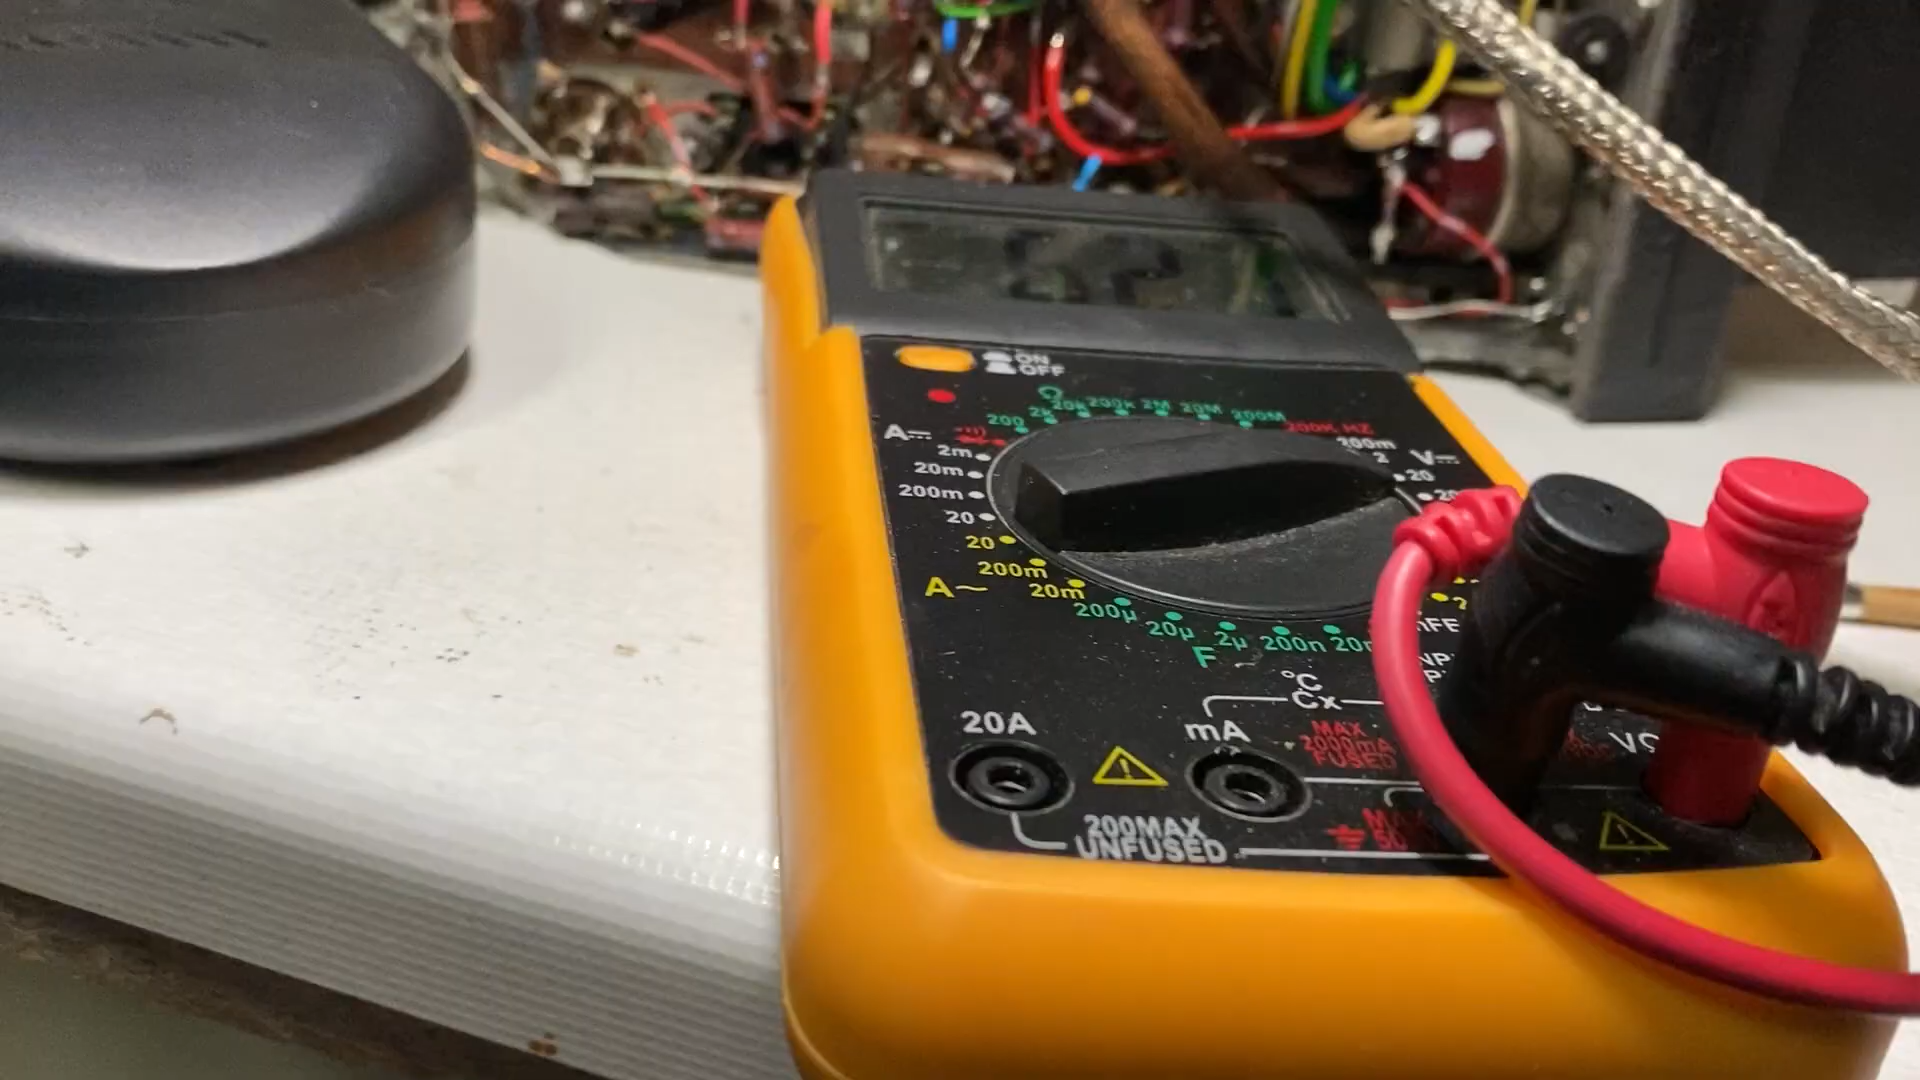 ON
OFF
Ω
200 2k 20k 200k 2M 20M 200M 200K HZ
A⎓
2m
20m
200m
20
20
200m
A~ 20m
200m
2 V⎓
20
200µ 20µ 2µ 200n
F
°C
Cx
20A
mA
MAX
2000mA
FUSED
200MAX
UNFUSED